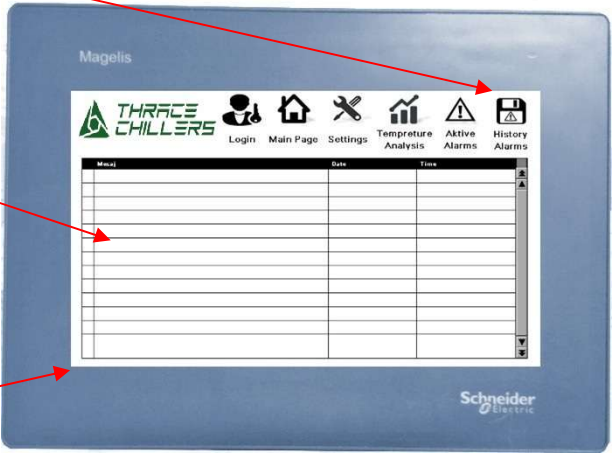 Magelis
THRACE
CHILLERS
Login
Main Page
Settings
Tempreture
Analysis
Aktive
Alarms
History
Alarms
Mesaj Date Time
Schneider
Electric